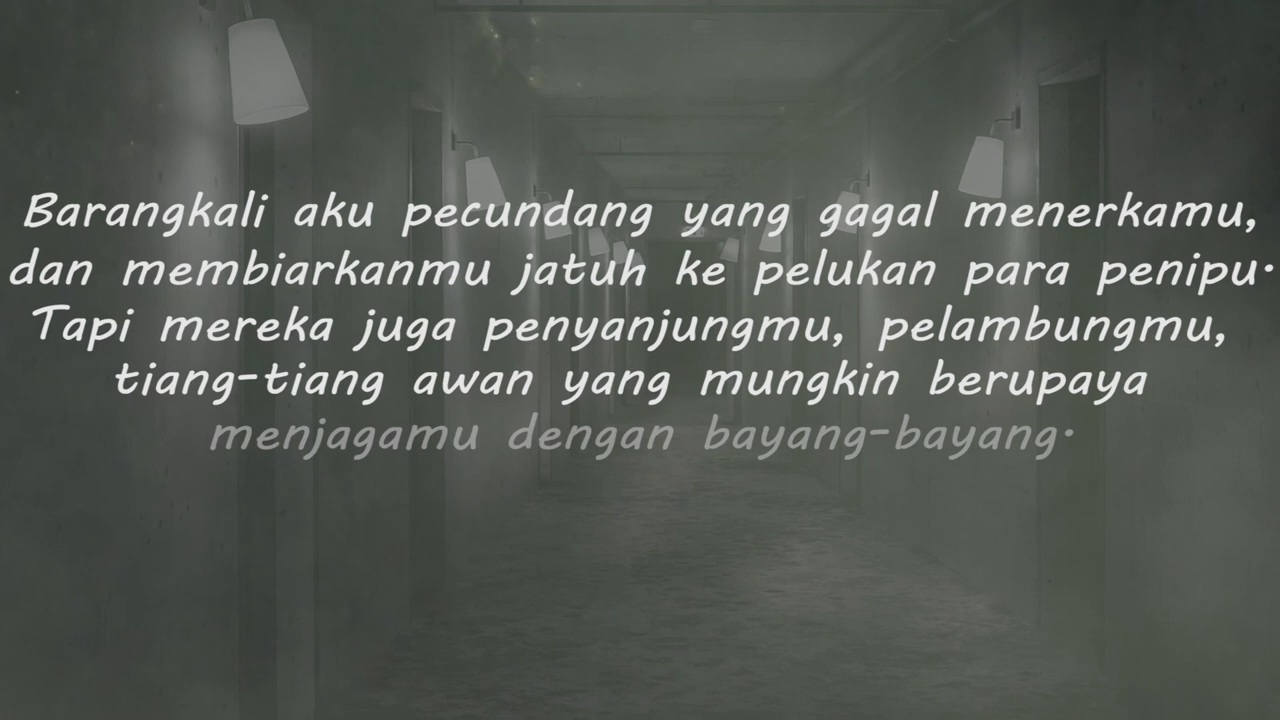 Barangkali aku pecundang yang gagal menerkamu,
dan membiarkanmu jatuh ke pelukan para penipu.
Tapi mereka juga penyanjungmu, pelambungmu,
tiang-tiang awan yang mungkin berupaya
menjagamu dengan bayang-bayang.